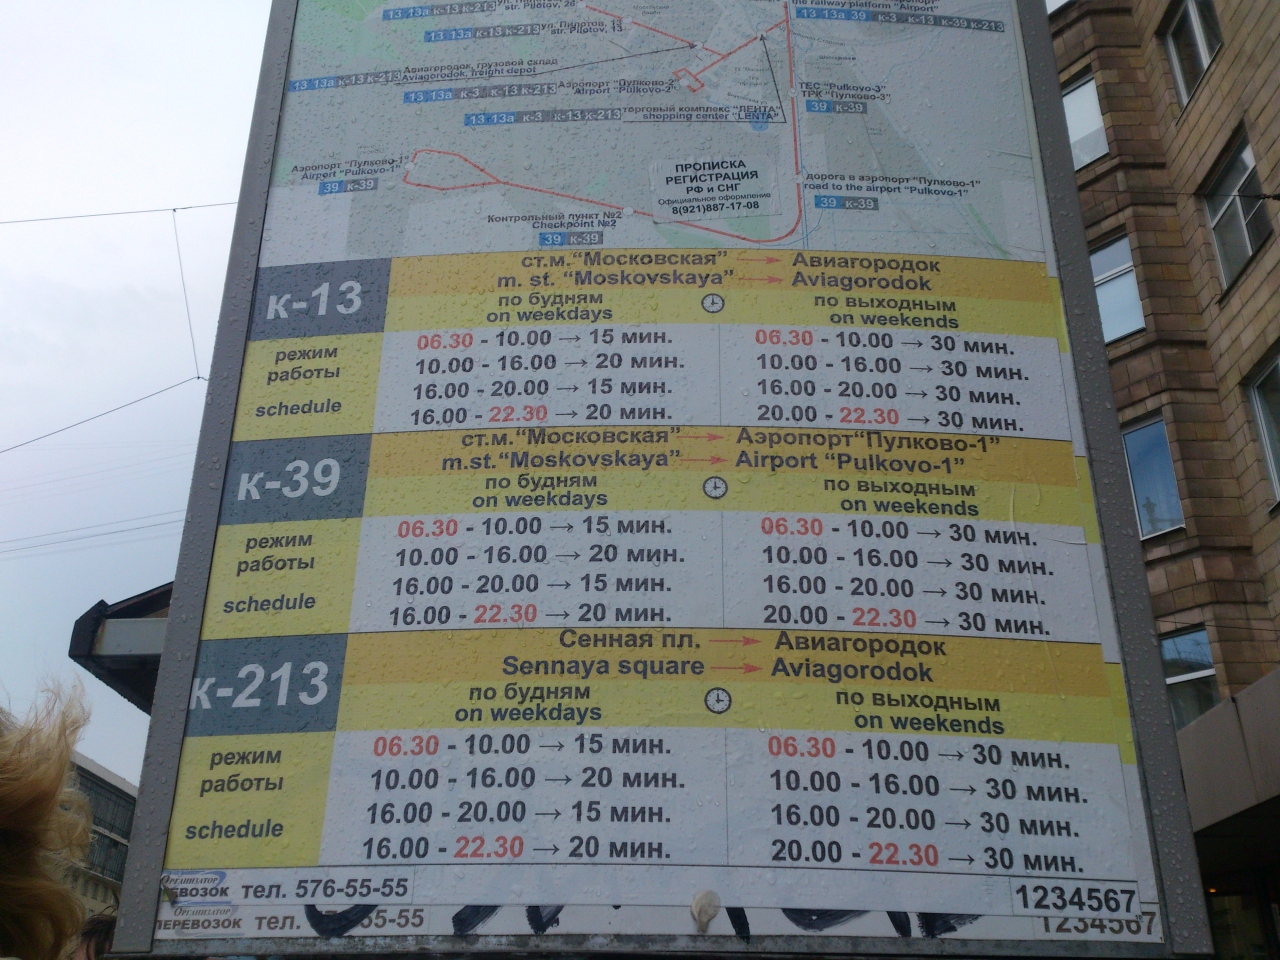 str. Pilotov, 26
13 13а к-13 к-213
ул. Пилотов, 13
str. Pilotov, 13
13 13а к-13 к-213
the railway platform "Airport"
13 13а 39 к-3 к-13 к-39 к-213
Авиагородок, грузовой склад
Aviagorodok, freight depot
13 13а к-13 к-213
Аэропорт "Пулково-2"
Airport "Pulkovo-2"
13 13а к-3 к-13 к-213
торговый комплекс "ЛЕНТА"
shopping center "LENTA"
13 13а к-3 к-13 к-213
TEC "Pulkovo-3"
ТРК "Пулково-3"
39 к-39
Аэропорт "Пулково-1"
Airport "Pulkovo-1"
39 к-39
ПРОПИСКА
РЕГИСТРАЦИЯ
РФ и СНГ
Официальное оформление
8(921)887-17-08
дорога в аэропорт "Пулково-1"
road to the airport "Pulkovo-1"
39 к-39
Контрольный пункт №2
Checkpoint №2
39 к-39
к-13
ст.м."Московская" → Авиагородок
m. st. "Moskovskaya" → Aviagorodok
по будням по выходным
on weekdays on weekends
режим работы
schedule
06.30 - 10.00 → 15 мин. 06.30 - 10.00 → 30 мин.
10.00 - 16.00 → 20 мин. 10.00 - 16.00 → 30 мин.
16.00 - 20.00 → 15 мин. 16.00 - 20.00 → 30 мин.
16.00 - 22.30 → 20 мин. 20.00 - 22.30 → 30 мин.
к-39
ст.м."Московская" → Аэропорт"Пулково-1"
m.st."Moskovskaya" → Airport "Pulkovo-1"
по будням по выходным
on weekdays on weekends
режим работы
schedule
06.30 - 10.00 → 15 мин. 06.30 - 10.00 → 30 мин.
10.00 - 16.00 → 20 мин. 10.00 - 16.00 → 30 мин.
16.00 - 20.00 → 15 мин. 16.00 - 20.00 → 30 мин.
16.00 - 22.30 → 20 мин. 20.00 - 22.30 → 30 мин.
к-213
Сенная пл. → Авиагородок
Sennaya square → Aviagorodok
по будням по выходным
on weekdays on weekends
режим работы
schedule
06.30 - 10.00 → 15 мин. 06.30 - 10.00 → 30 мин.
10.00 - 16.00 → 20 мин. 10.00 - 16.00 → 30 мин.
16.00 - 20.00 → 15 мин. 16.00 - 20.00 → 30 мин.
16.00 - 22.30 → 20 мин. 20.00 - 22.30 → 30 мин.
Организатор
ЕВОЗОК тел. 576-55-55 1234567
Организатор
ПЕРЕВОЗОК тел. 55-55 1234567